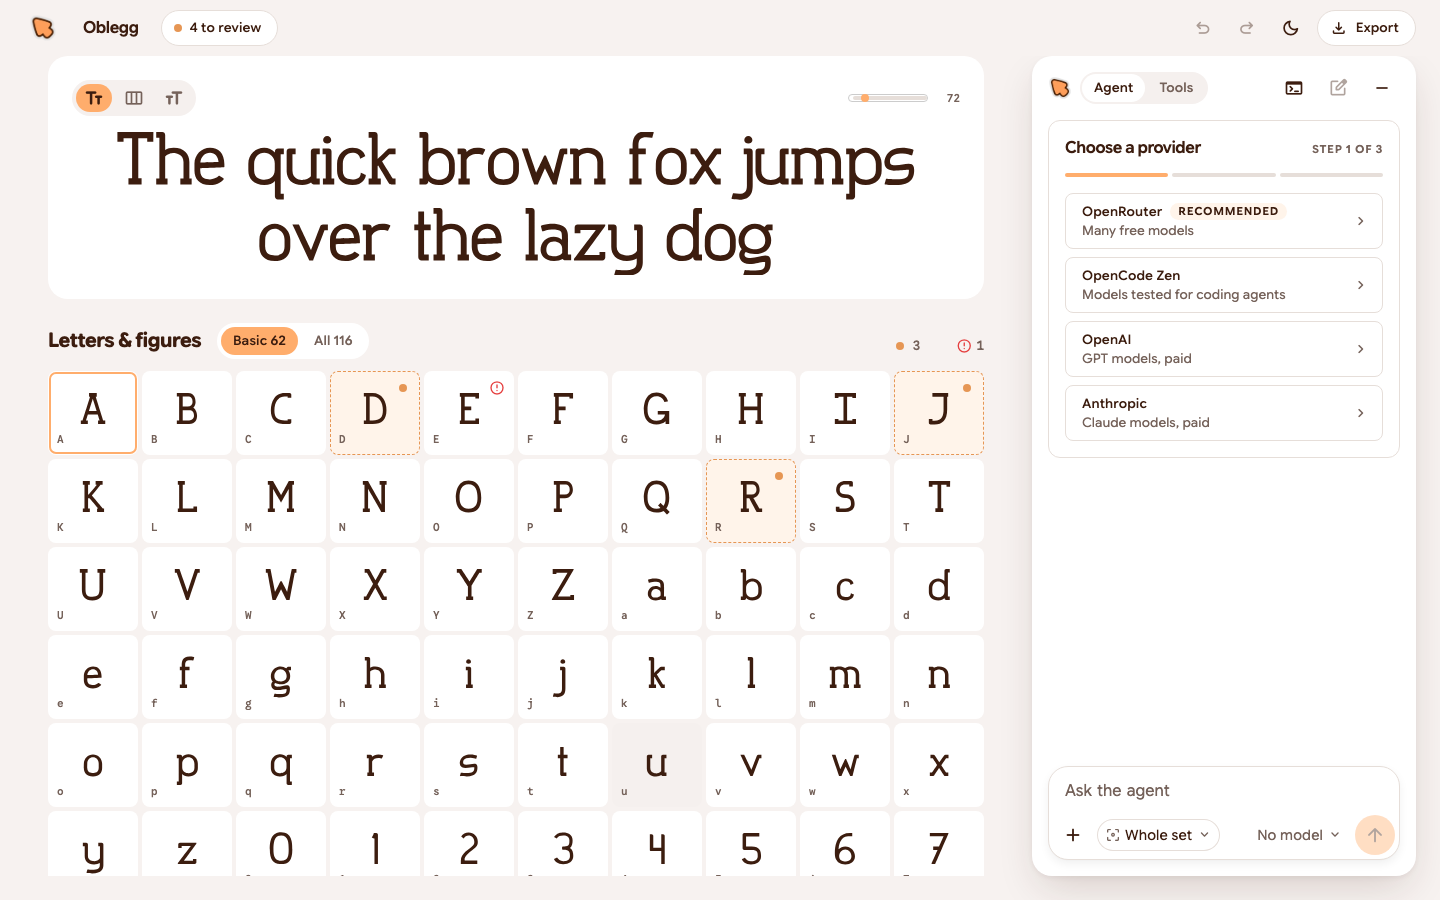 Oblegg
4 to review
Export
72
The quick brown fox jumps
over the lazy dog
Letters & figures
Basic 62
All 116
3
1
A B C D E F G H I J
A B C D E F G H I J
K L M N O P Q R S T
K L M N O P Q R S T
U V W X Y Z a b c d
U V W X Y Z a b c d
e f g h i j k l m n
e f g h i j k l m n
o p q r s t u v w x
o p q r s t u v w x
y z 0 1 2 3 4 5 6 7
Agent
Tools
Choose a provider
STEP 1 OF 3
OpenRouter RECOMMENDED
Many free models
OpenCode Zen
Models tested for coding agents
OpenAI
GPT models, paid
Anthropic
Claude models, paid
Ask the agent
Whole set
No model